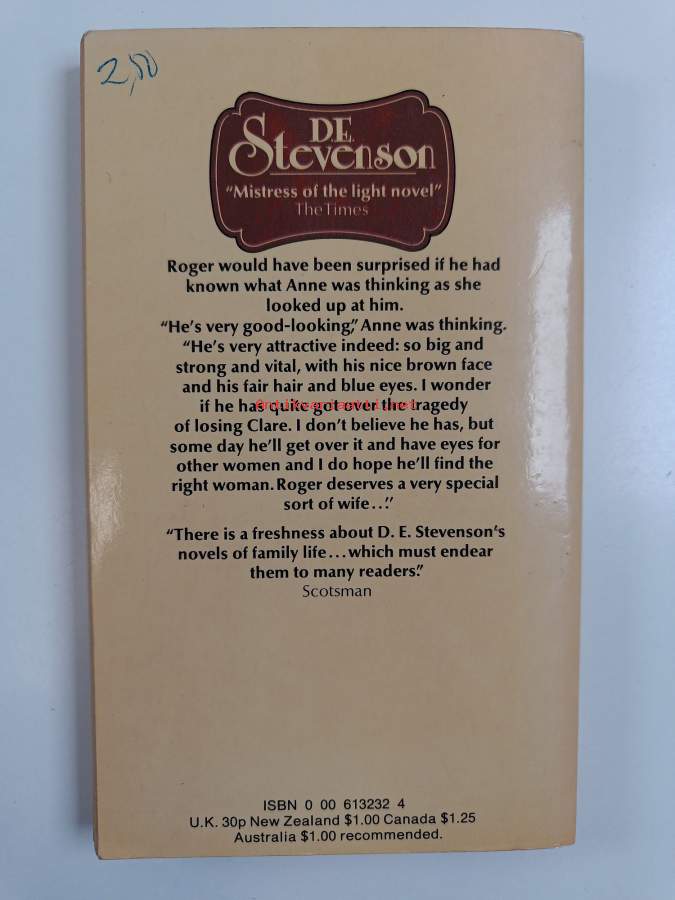 2,50
D.E.
Stevenson
"Mistress of the light novel"
The Times
Roger would have been surprised if he had
known what Anne was thinking as she
looked up at him.
"He's very good-looking," Anne was thinking.
"He's very attractive indeed: so big and
strong and vital, with his nice brown face
and his fair hair and blue eyes. I wonder
if he has quite got over the tragedy
of losing Clare. I don't believe he has, but
some day he'll get over it and have eyes for
other women and I do hope he'll find the
right woman. Roger deserves a very special
sort of wife..."
"There is a freshness about D. E. Stevenson's
novels of family life...which must endear
them to many readers."
Scotsman
ISBN 0 00 613232 4
U.K. 30p New Zealand $1.00 Canada $1.25
Australia $1.00 recommended.